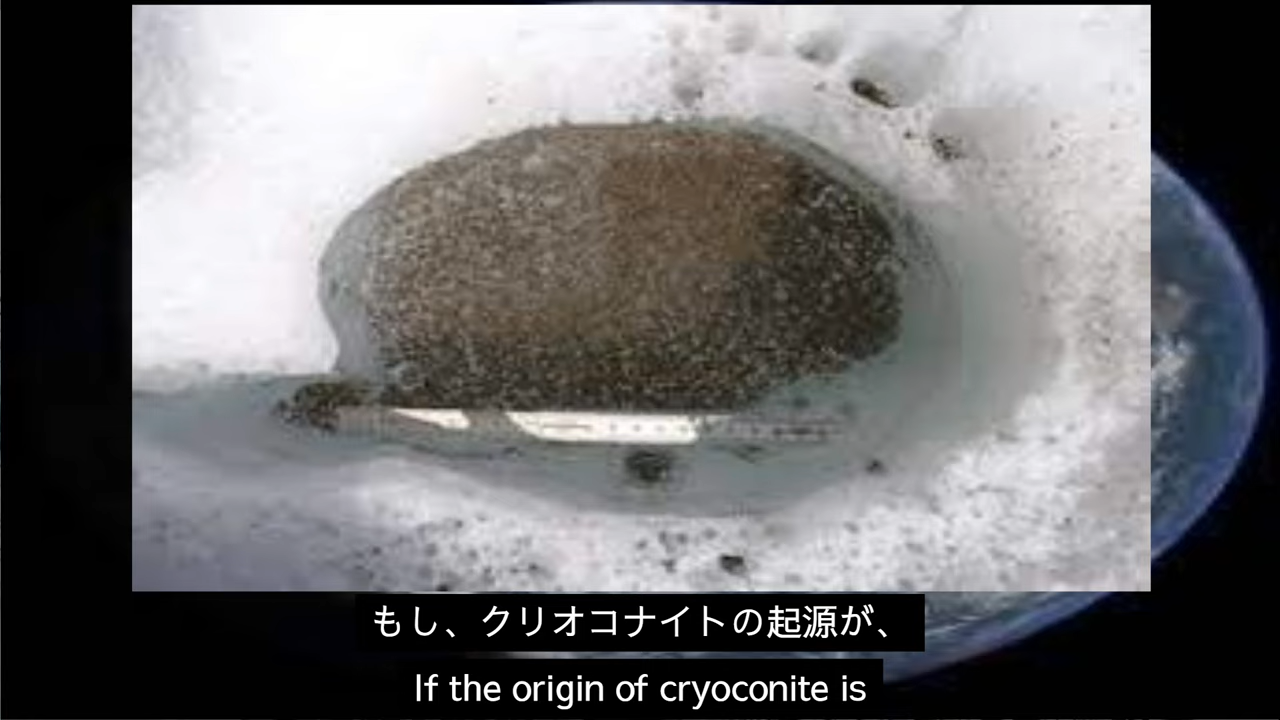 もし、クリオコナイトの起源が、
If the origin of cryoconite is